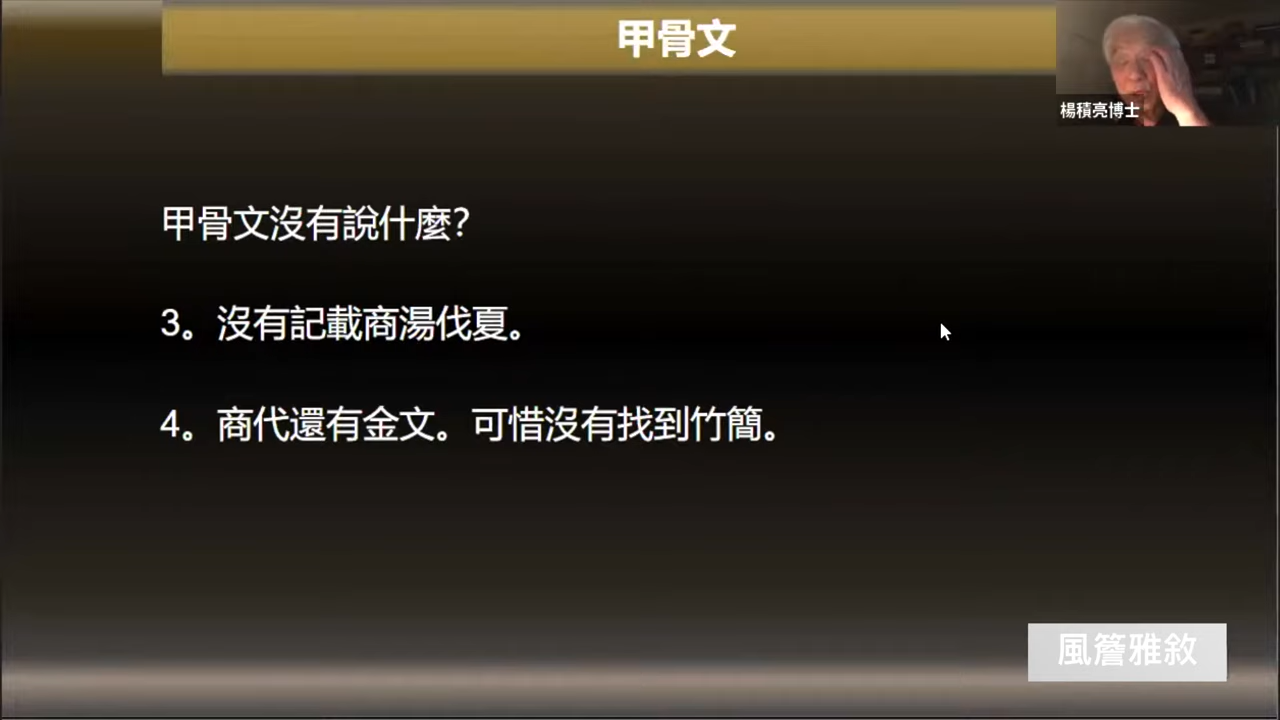 甲骨文
楊積亮博士
甲骨文沒有說什麼?
3。沒有記載商湯伐夏。
4。商代還有金文。可惜沒有找到竹簡。
風簷雅敘